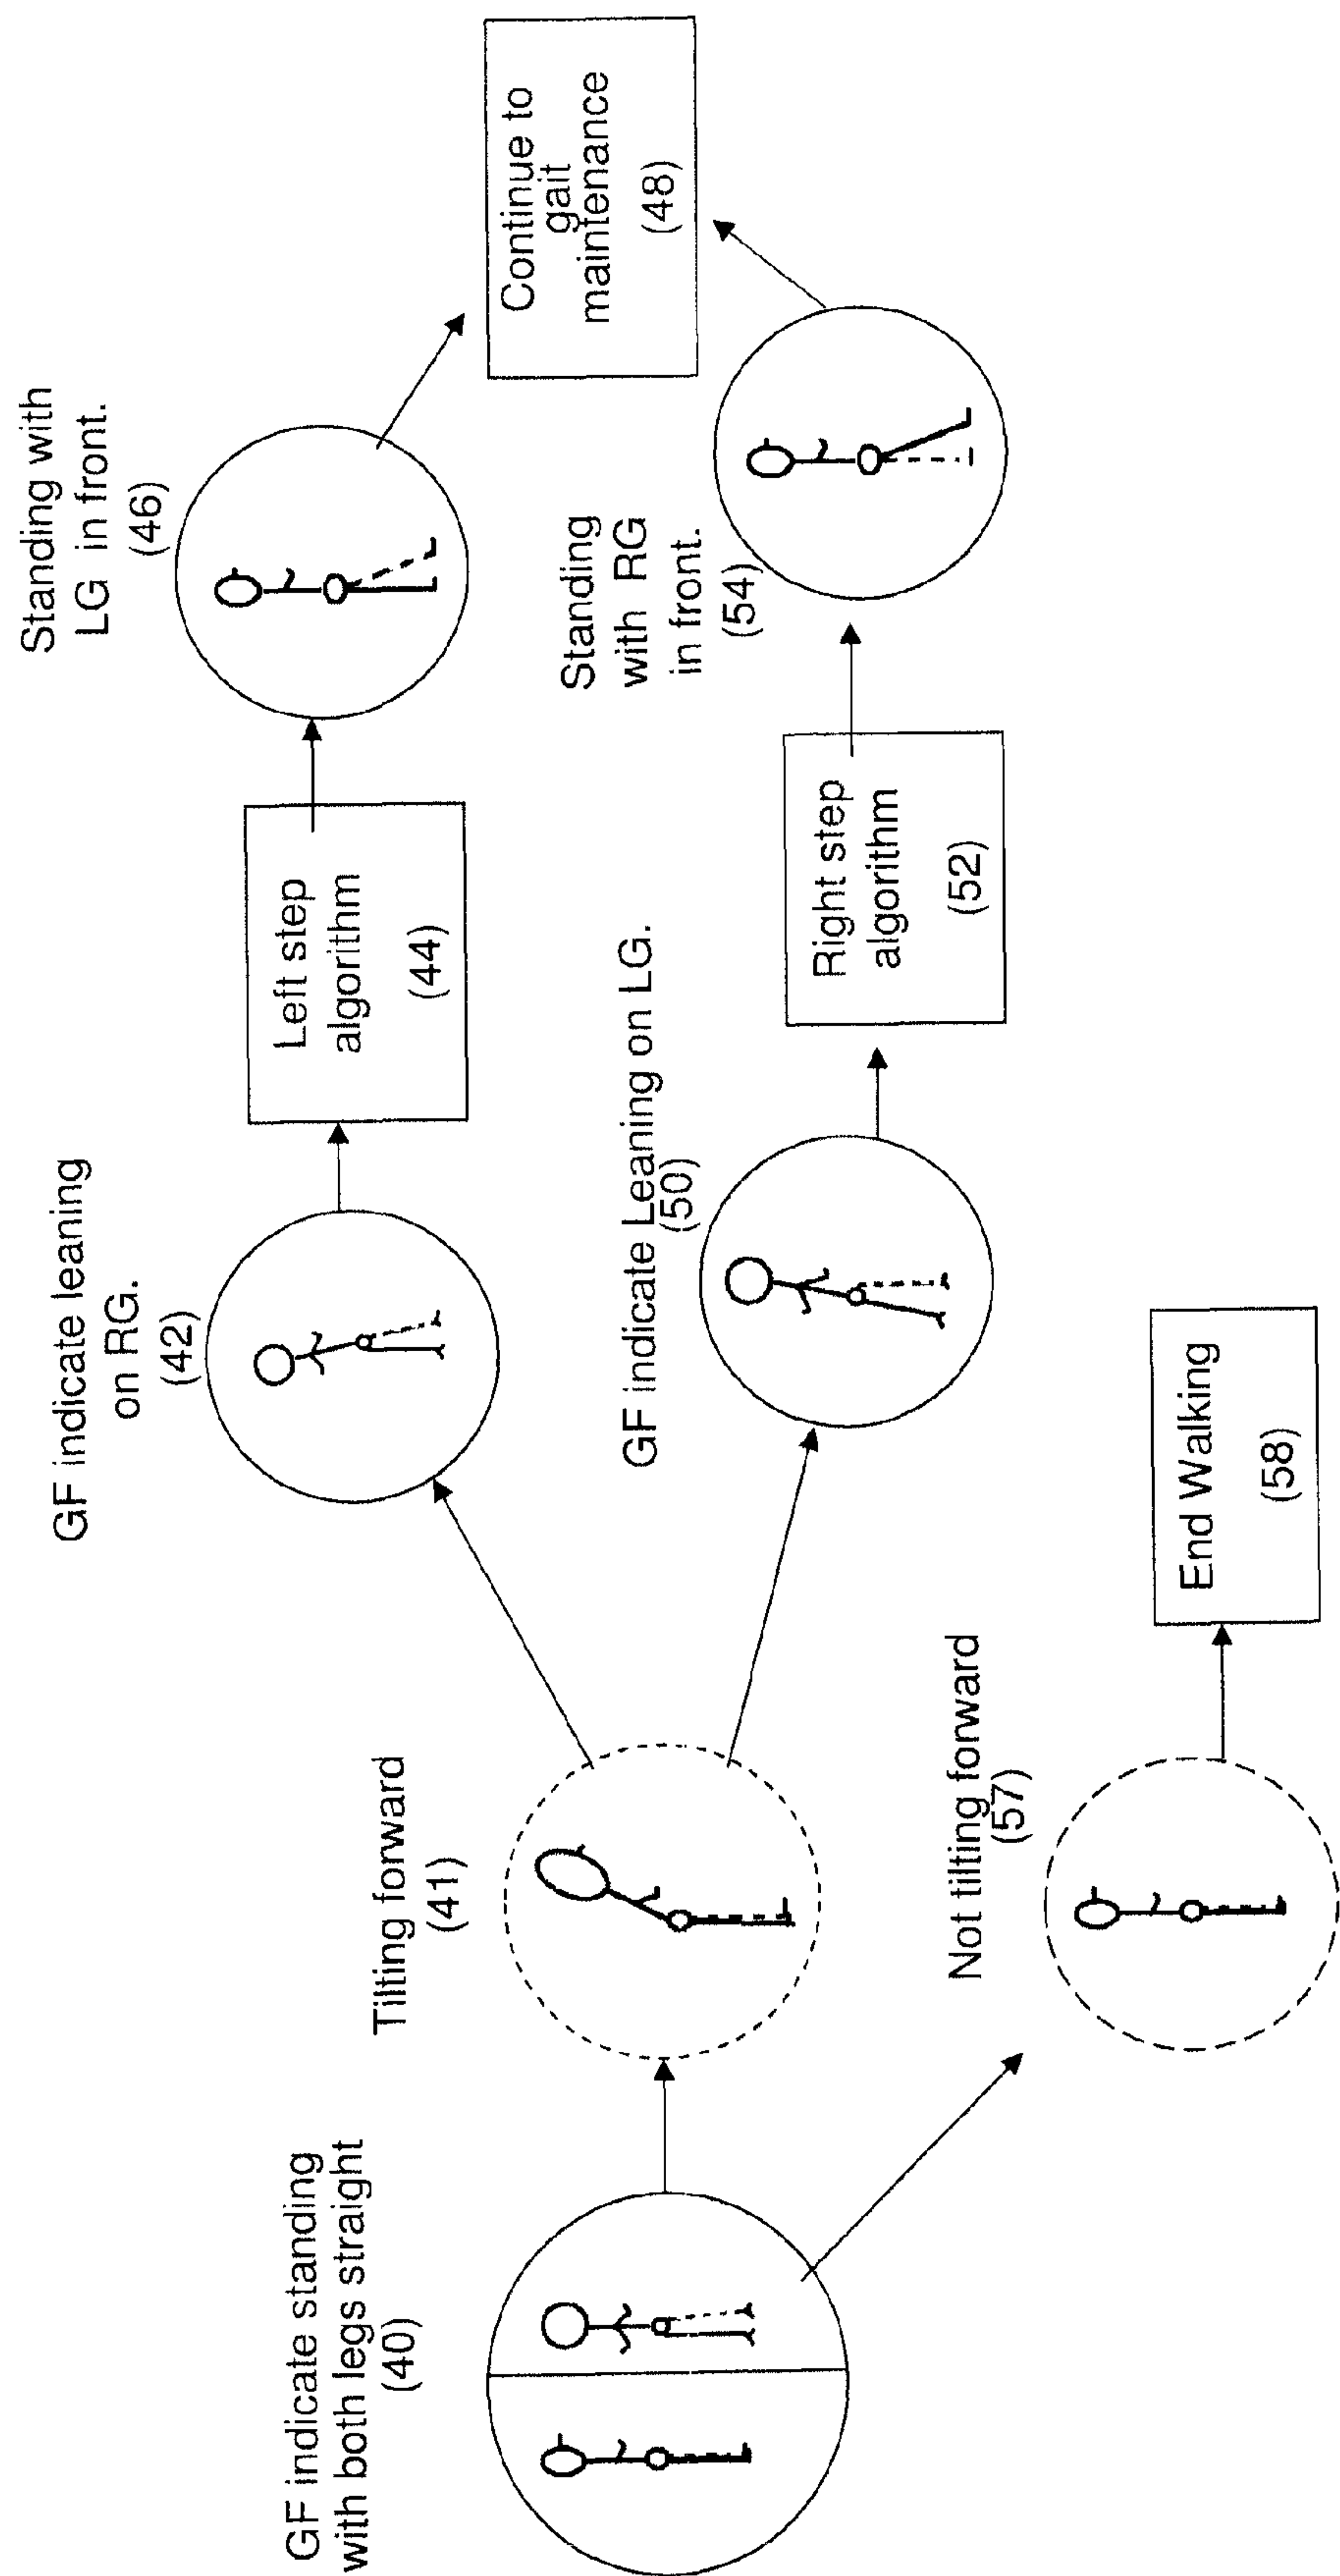 GF indicate standing
with both legs straight
(40)
Tilting forward
(41)
Not tilting forward
(57)
End Walking
(58)
GF indicate leaning
on RG.
(42)
GF indicate Leaning on LG.
(50)
Left step
algorithm
(44)
Right step
algorithm
(52)
Standing with
LG in front.
(46)
Standing
with RG
in front.
(54)
Continue to
gait
maintenance
(48)